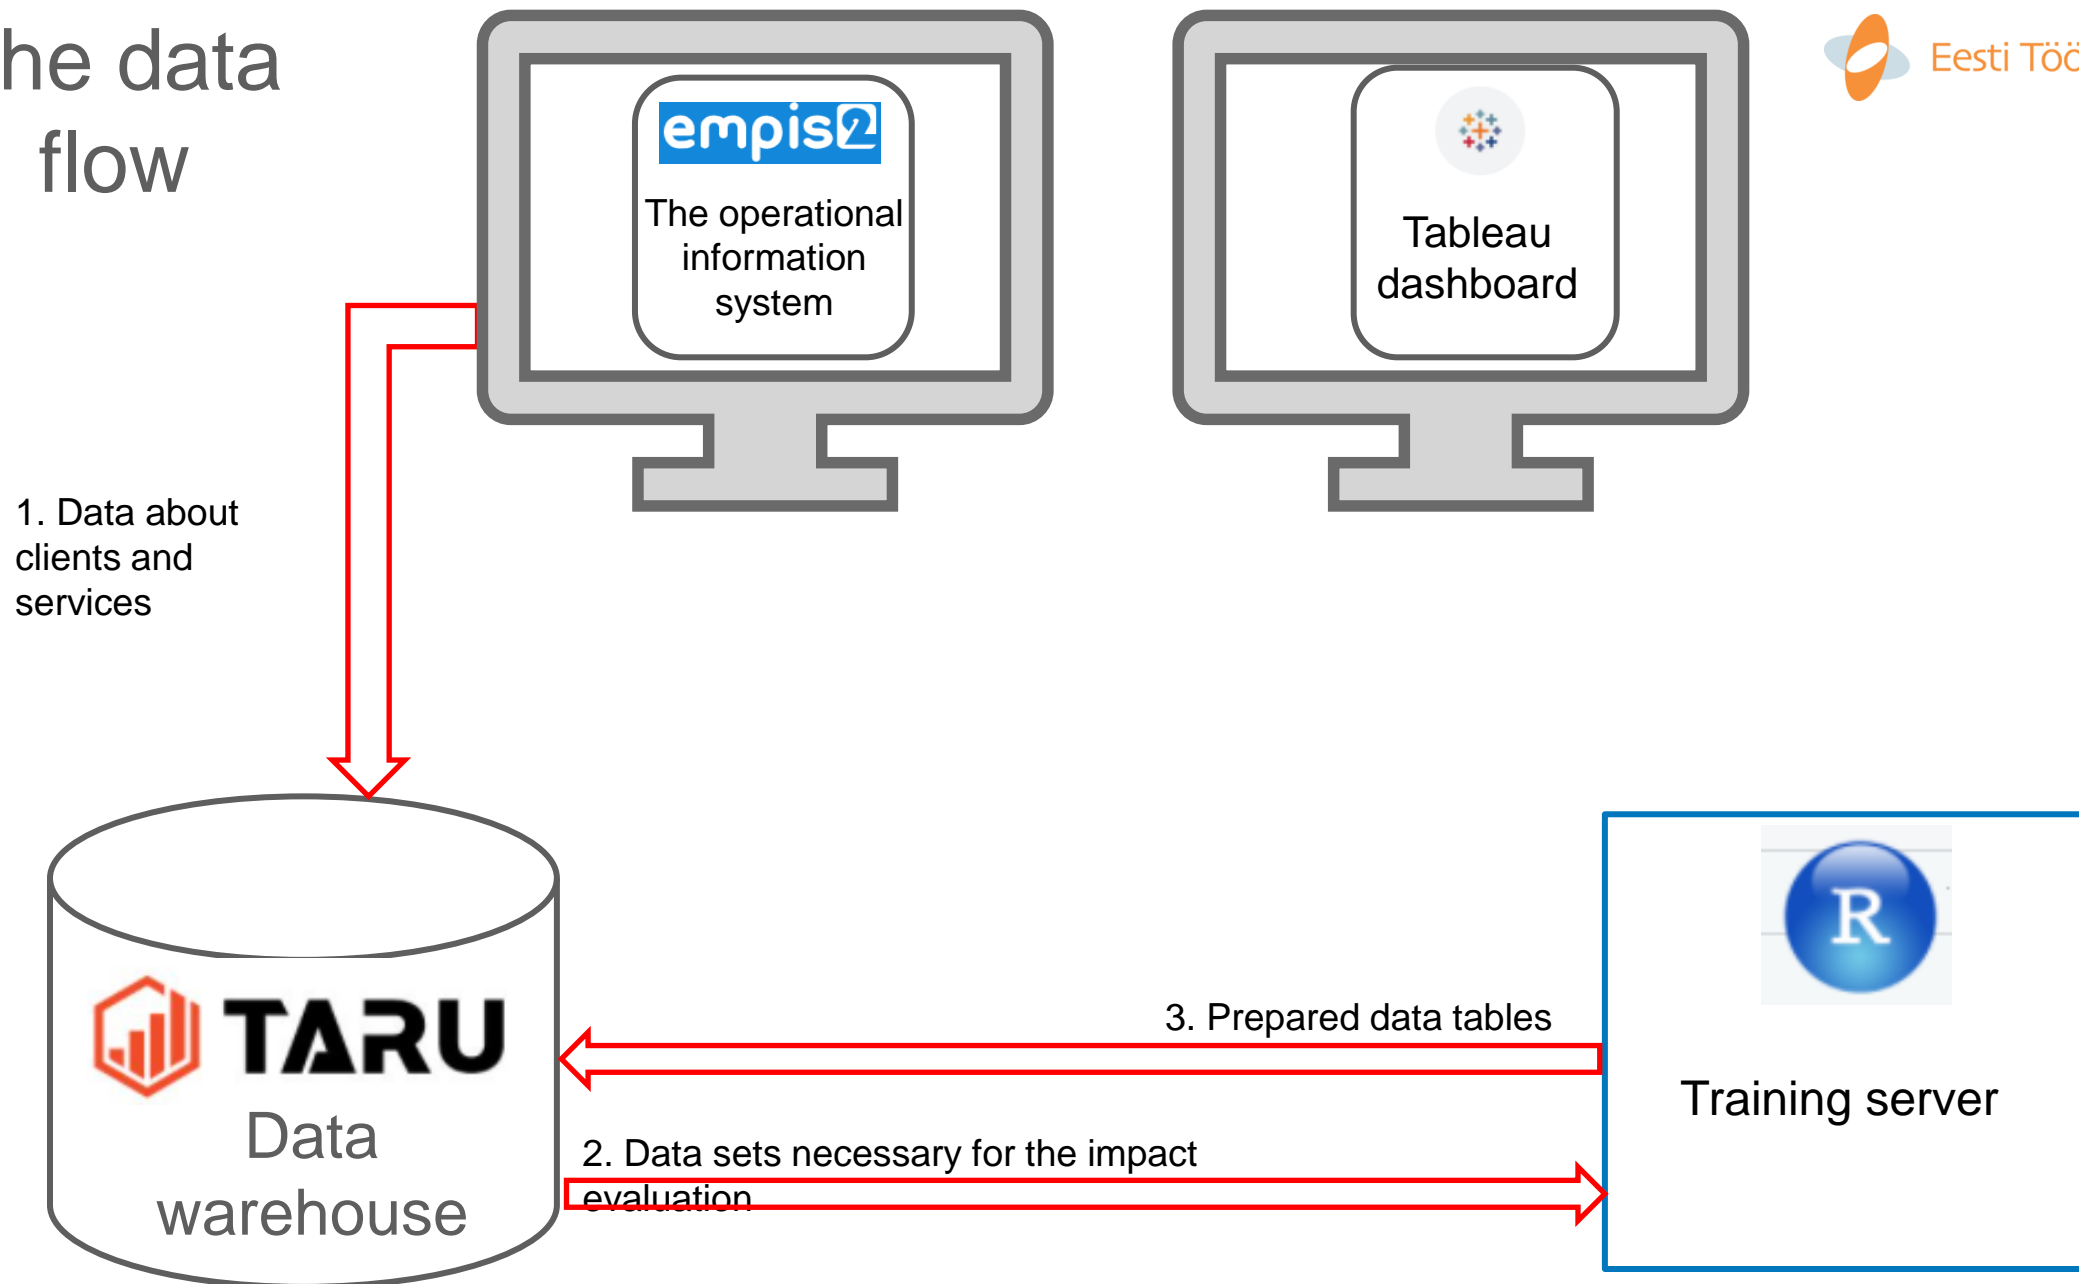 he data
flow
empis2
The operational
information
system
Tableau
dashboard
Eesti Töö
1. Data about
clients and
services
TARU
Data
warehouse
R
Training server
3. Prepared data tables
2. Data sets necessary for the impact
evaluation